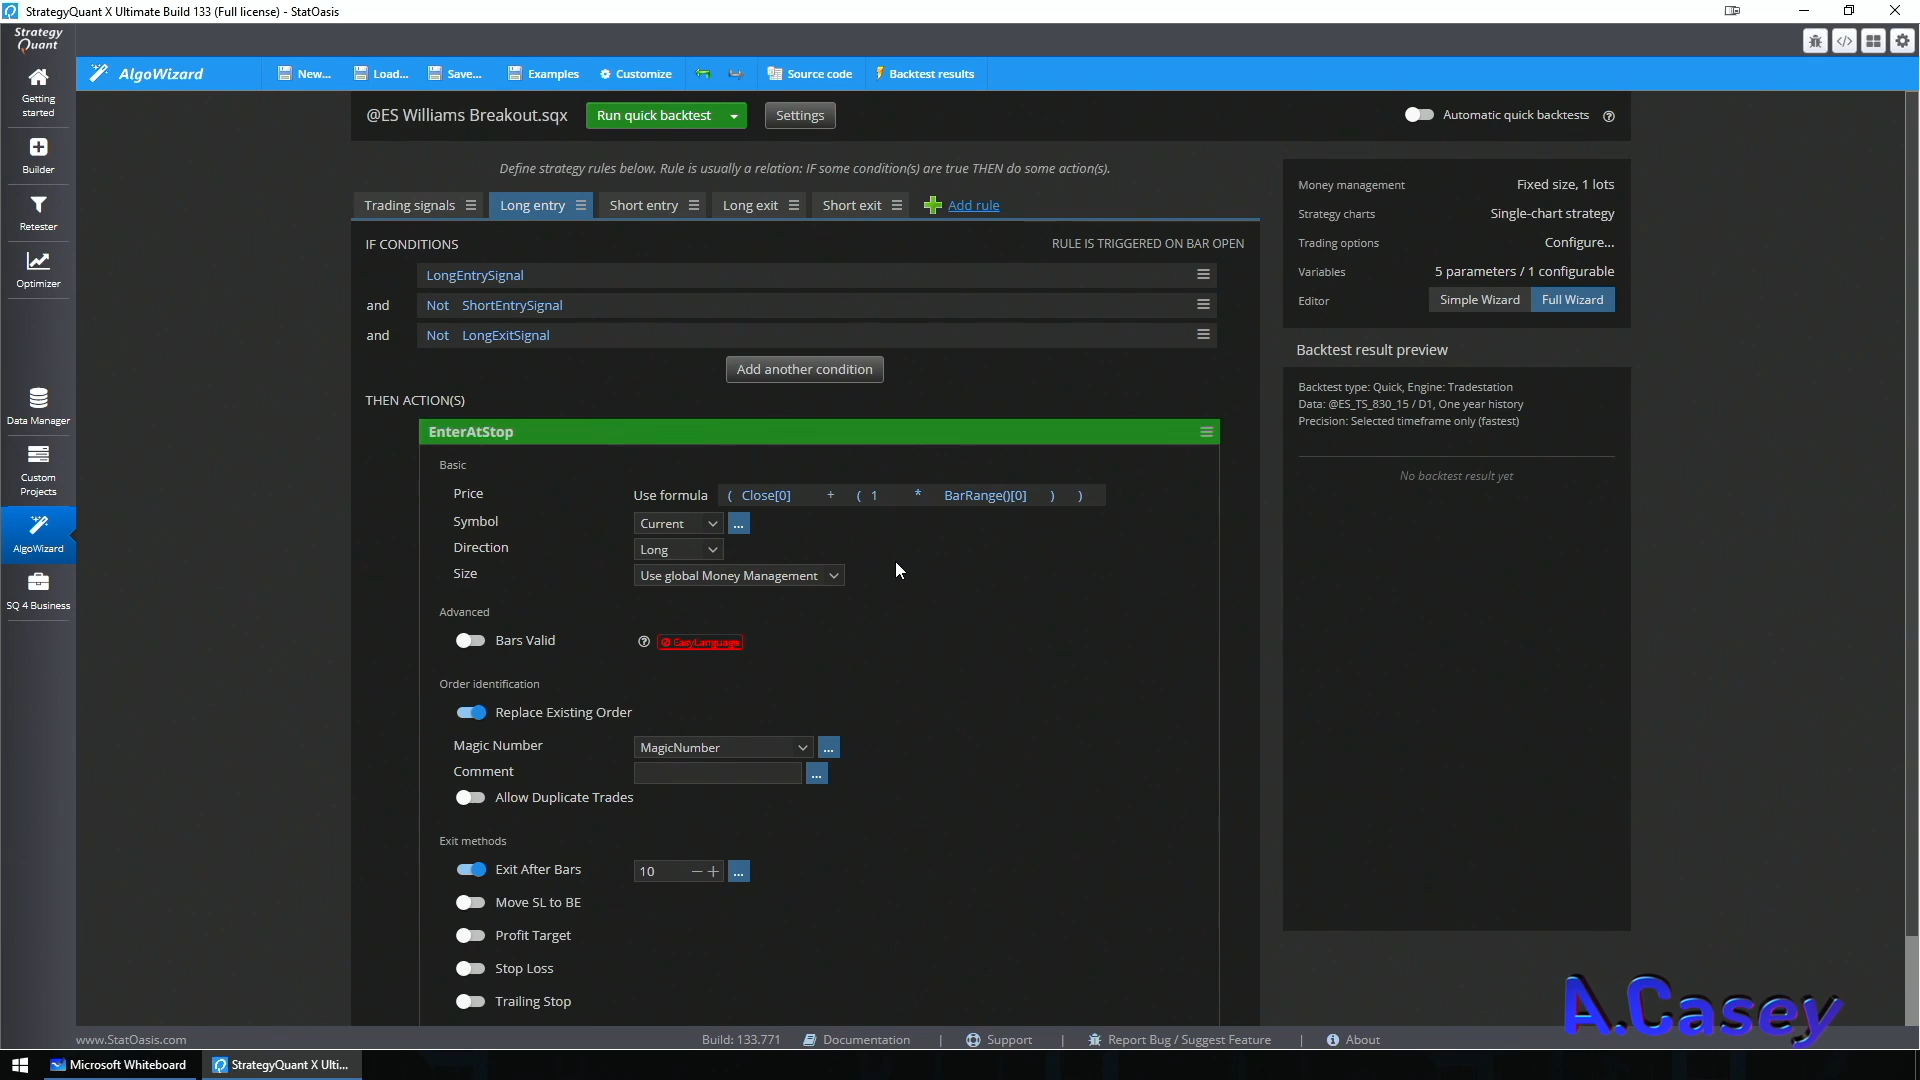 StrategyQuant X Ultimate Build 133 (Full license) - StatOasis
Strategy
Quant
AlgoWizard
New...
Load...
Save...
Examples
Customize
Source code
Backtest results
Getting
started
Builder
Retester
Optimizer
Data Manager
Custom
Projects
AlgoWizard
SQ 4 Business
@ES Williams Breakout.sqx
Run quick backtest
Settings
Automatic quick backtests
Define strategy rules below. Rule is usually a relation: IF some condition(s) are true THEN do some action(s).
Trading signals
Long entry
Short entry
Long exit
Short exit
Add rule
IF CONDITIONS
RULE IS TRIGGERED ON BAR OPEN
LongEntrySignal
and Not ShortEntrySignal
and Not LongExitSignal
Add another condition
THEN ACTION(S)
EnterAtStop
Basic
Price Use formula ( Close[0] + ( 1 * BarRange()[0] ) )
Symbol Current ...
Direction Long
Size Use global Money Management
Advanced
Bars Valid EasyLanguage
Order identification
Replace Existing Order
Magic Number MagicNumber ...
Comment ...
Allow Duplicate Trades
Exit methods
Exit After Bars 10 ...
Move SL to BE
Profit Target
Stop Loss
Trailing Stop
Money management Fixed size, 1 lots
Strategy charts Single-chart strategy
Trading options Configure...
Variables 5 parameters / 1 configurable
Editor Simple Wizard Full Wizard
Backtest result preview
Backtest type: Quick, Engine: Tradestation
Data: @ES_TS_830_15 / D1, One year history
Precision: Selected timeframe only (fastest)
No backtest result yet
A.Casey
www.StatOasis.com
Build: 133.771
Documentation
Support
Report Bug / Suggest Feature
About
Microsoft Whiteboard
StrategyQuant X Ulti...